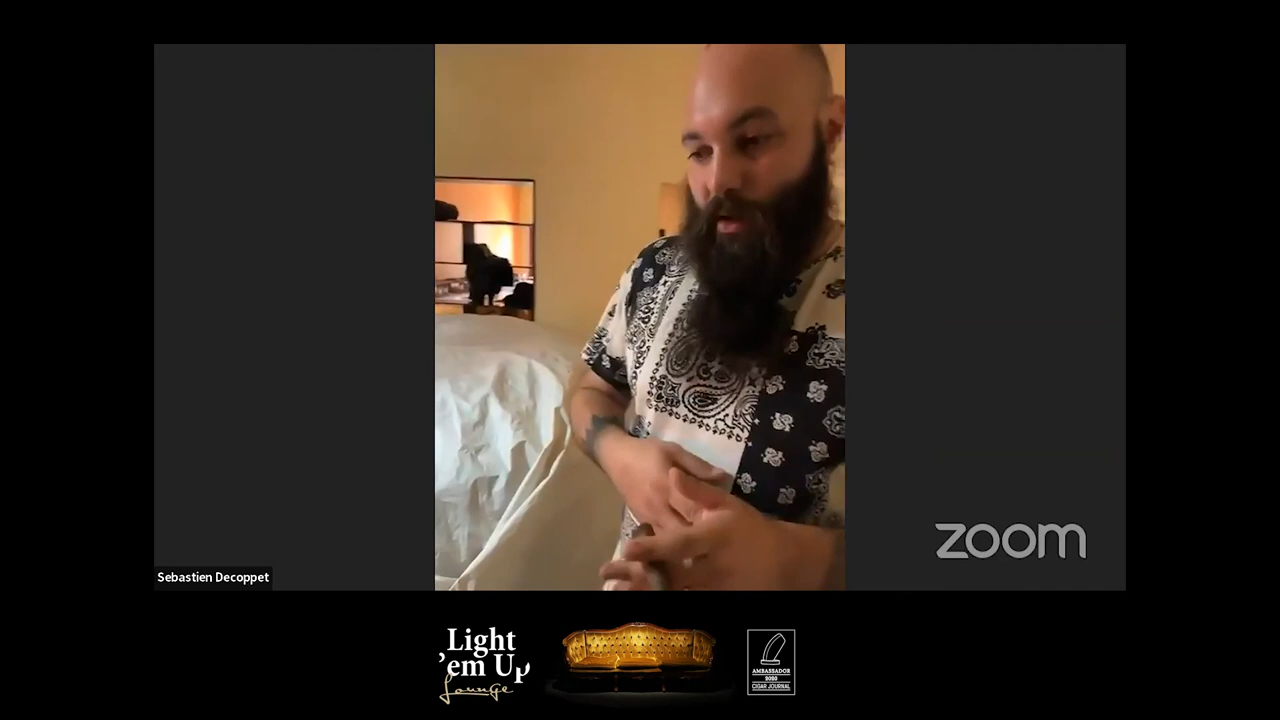 zoom
Sebastien Decoppet
Light
'em Up
Lounge
AMBASSADOR
2020
CIGAR JOURNAL